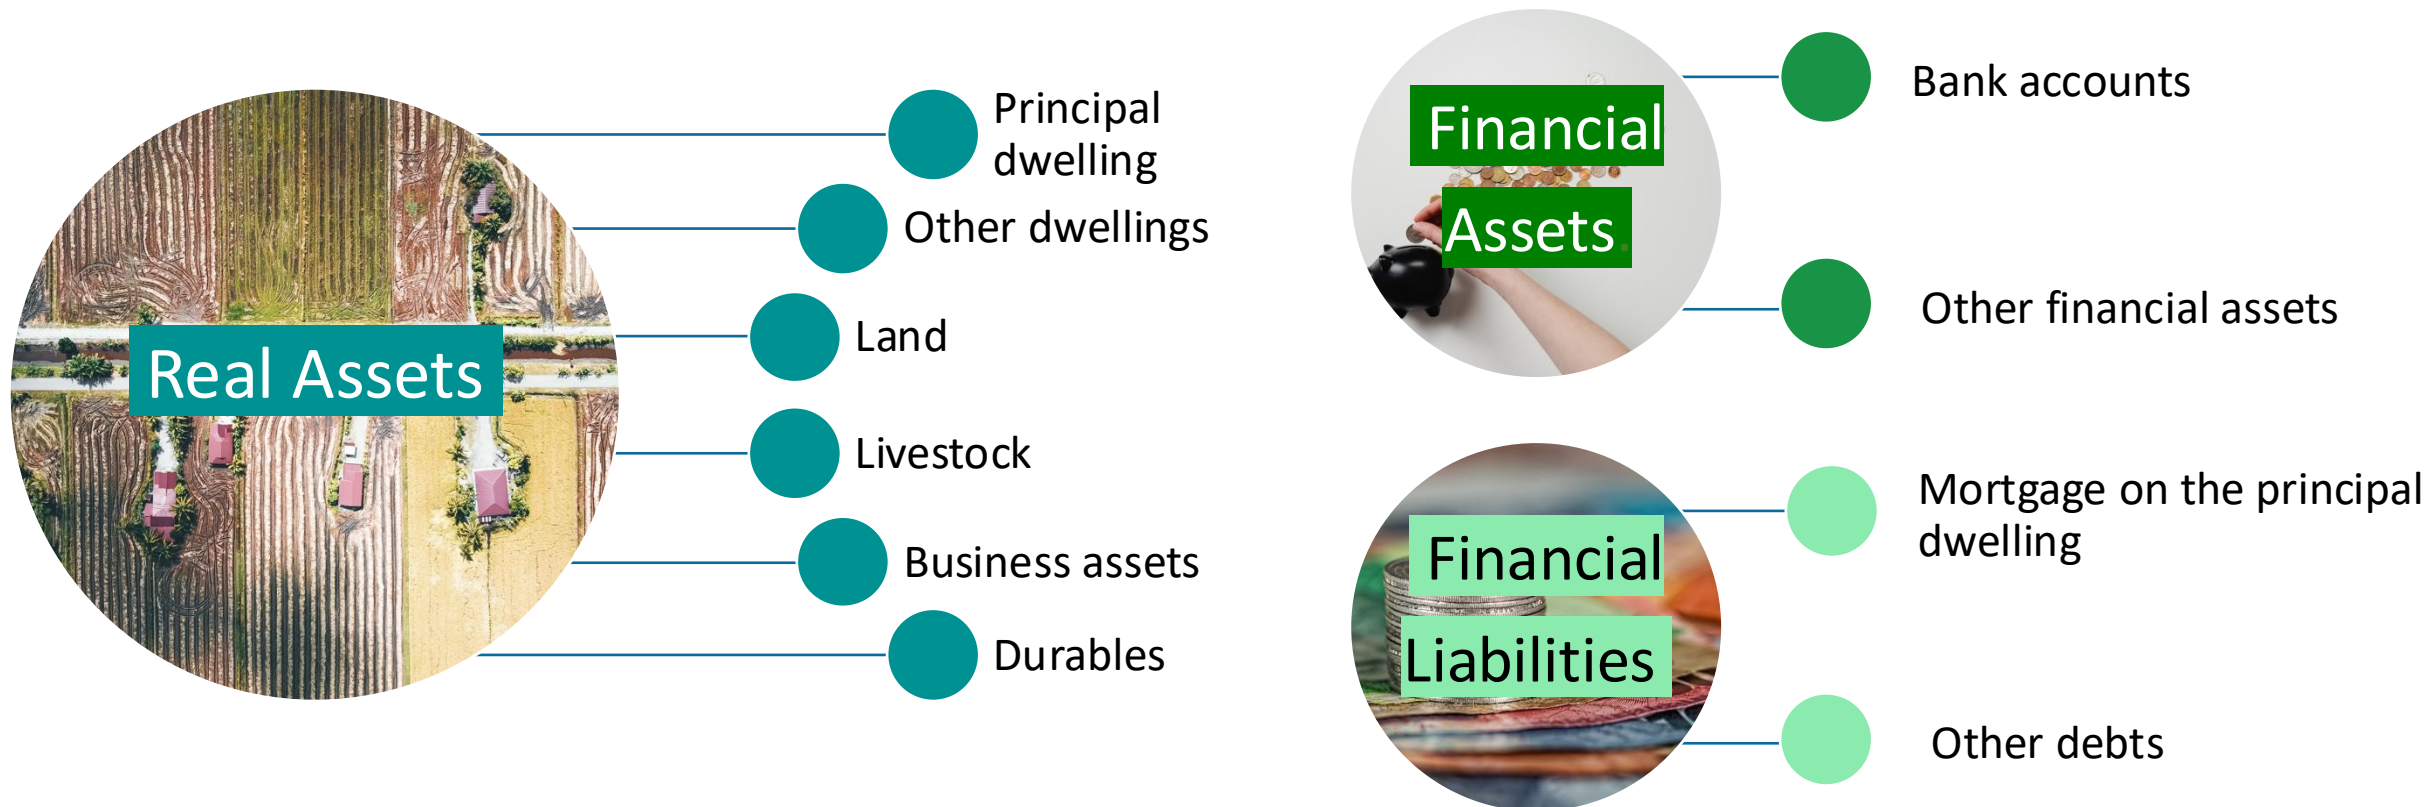 Real Assets
Principal
dwelling
Other dwellings
Land
Livestock
Business assets
Durables
Financial
Assets.
Bank accounts
Other financial assets
Financial
Liabilities
Mortgage on the principal
dwelling
Other debts